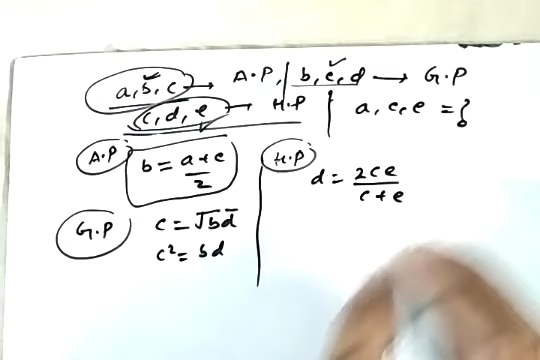 a, b, c → A.P, | b, c, d → G.P
c, d, e → H.P | a, c, e = ?
A.P b = a+c/2
H.P d = 2ce/c+e
G.P c = √bd
c² = bd